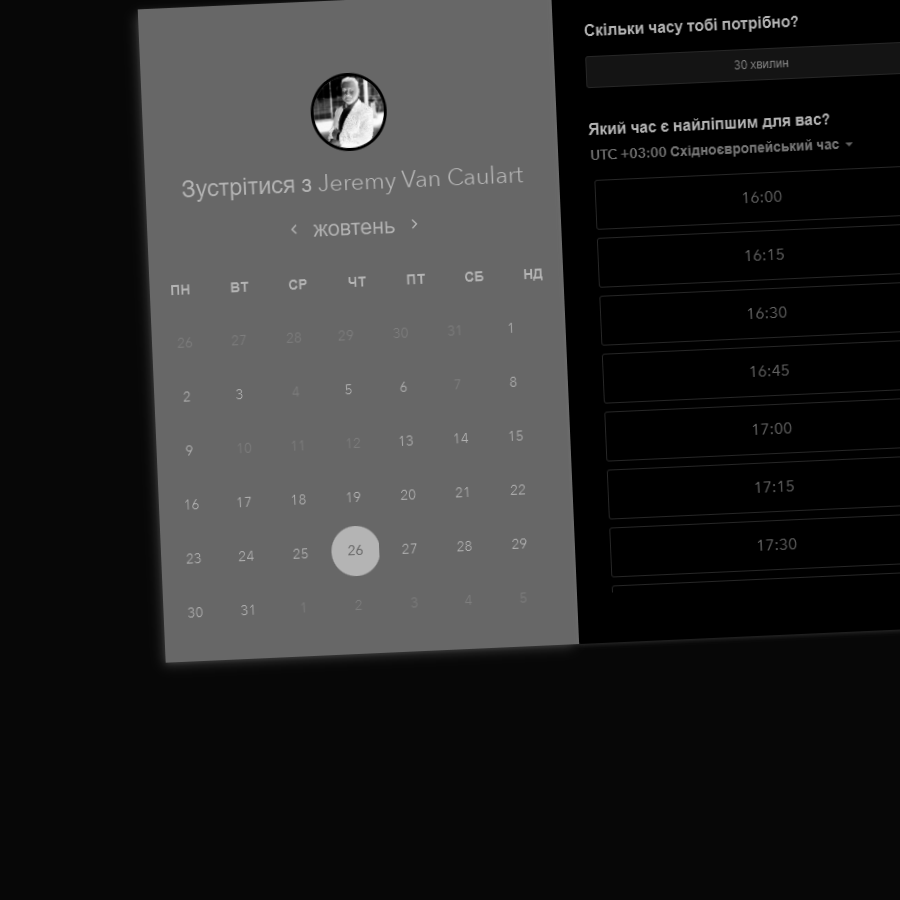 Зустрітися з Jeremy Van Caulart
‹ жовтень ›
ПН ВТ СР ЧТ ПТ СБ НД
26 27 28 29 30 31 1
2 3 4 5 6 7 8
9 10 11 12 13 14 15
16 17 18 19 20 21 22
23 24 25 26 27 28 29
30 31 1 2 3 4 5
Скільки часу тобі потрібно?
30 хвилин
Який час є найліпшим для вас?
UTC +03:00 Східноєвропейський час
16:00
16:15
16:30
16:45
17:00
17:15
17:30